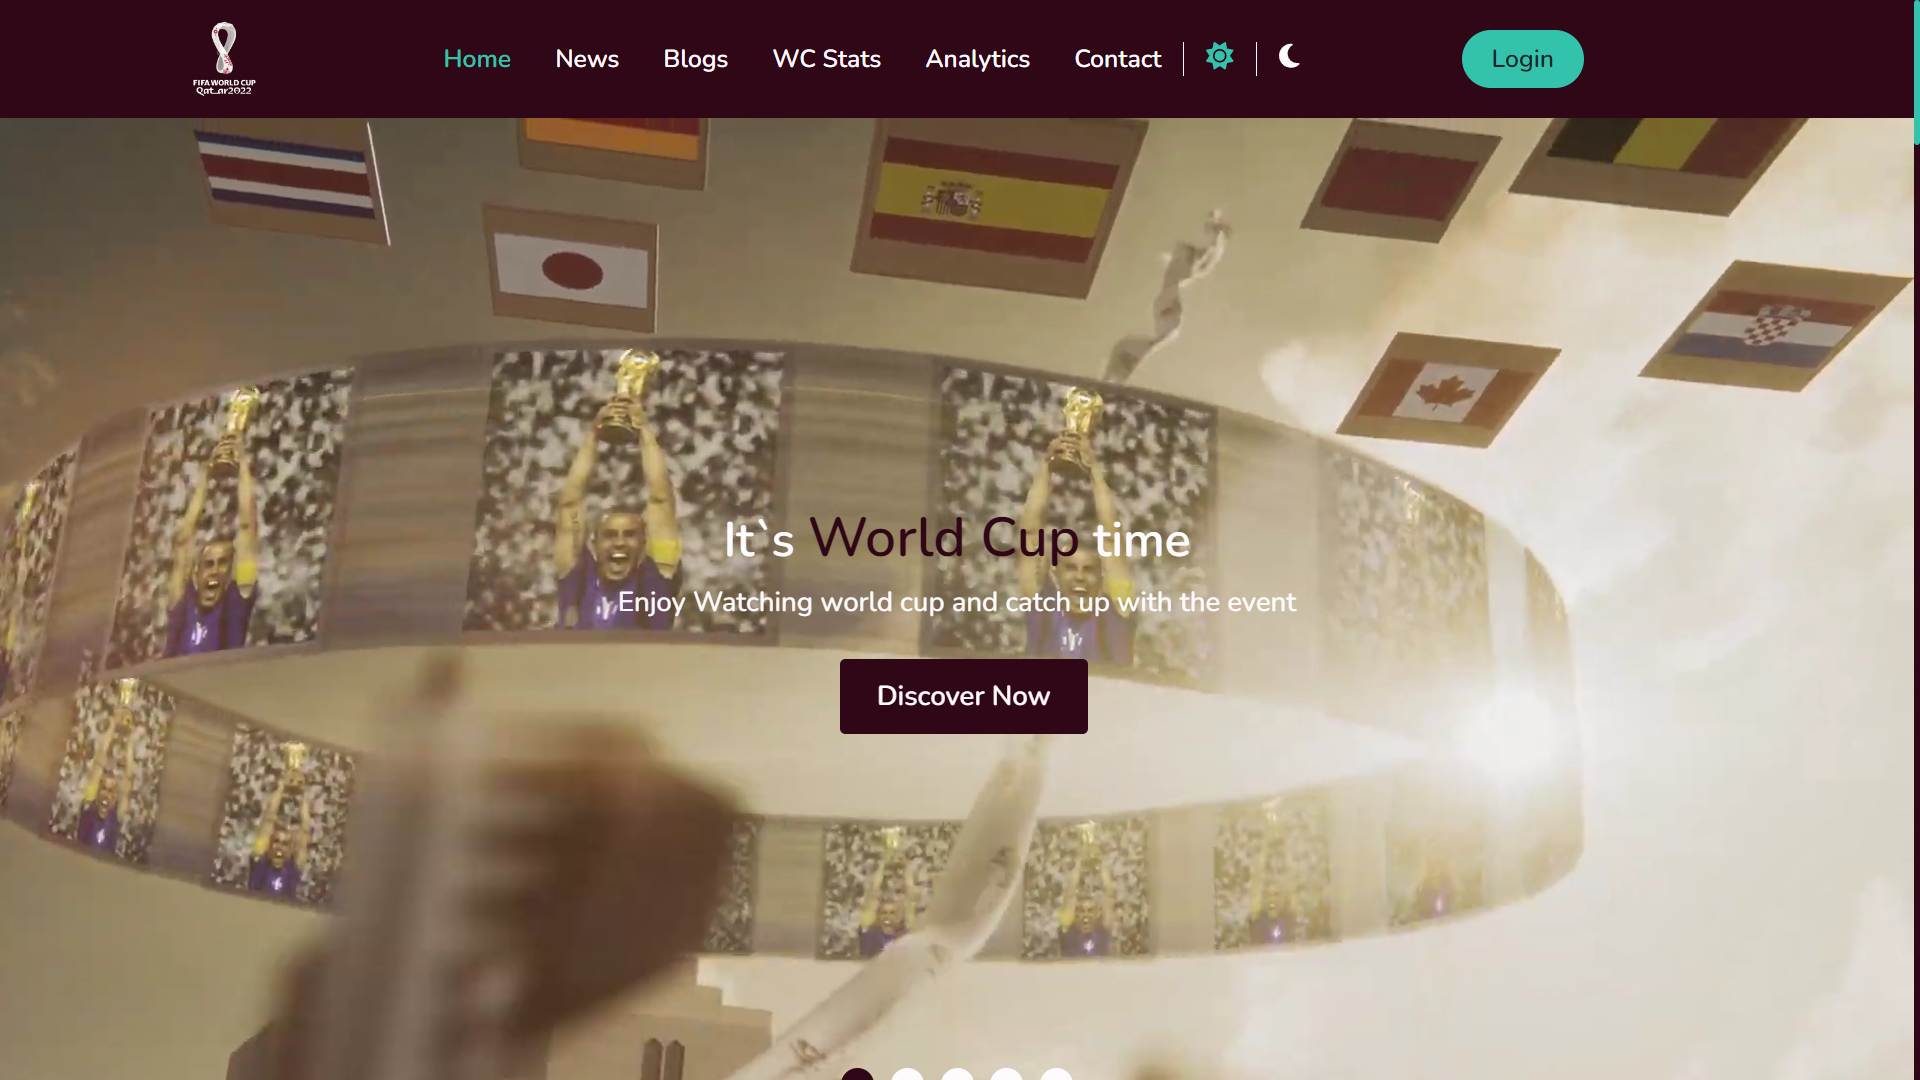 FIFA WORLD CUP
Qatar2022
Home
News
Blogs
WC Stats
Analytics
Contact
Login
It`s World Cup time
Enjoy Watching world cup and catch up with the event
Discover Now